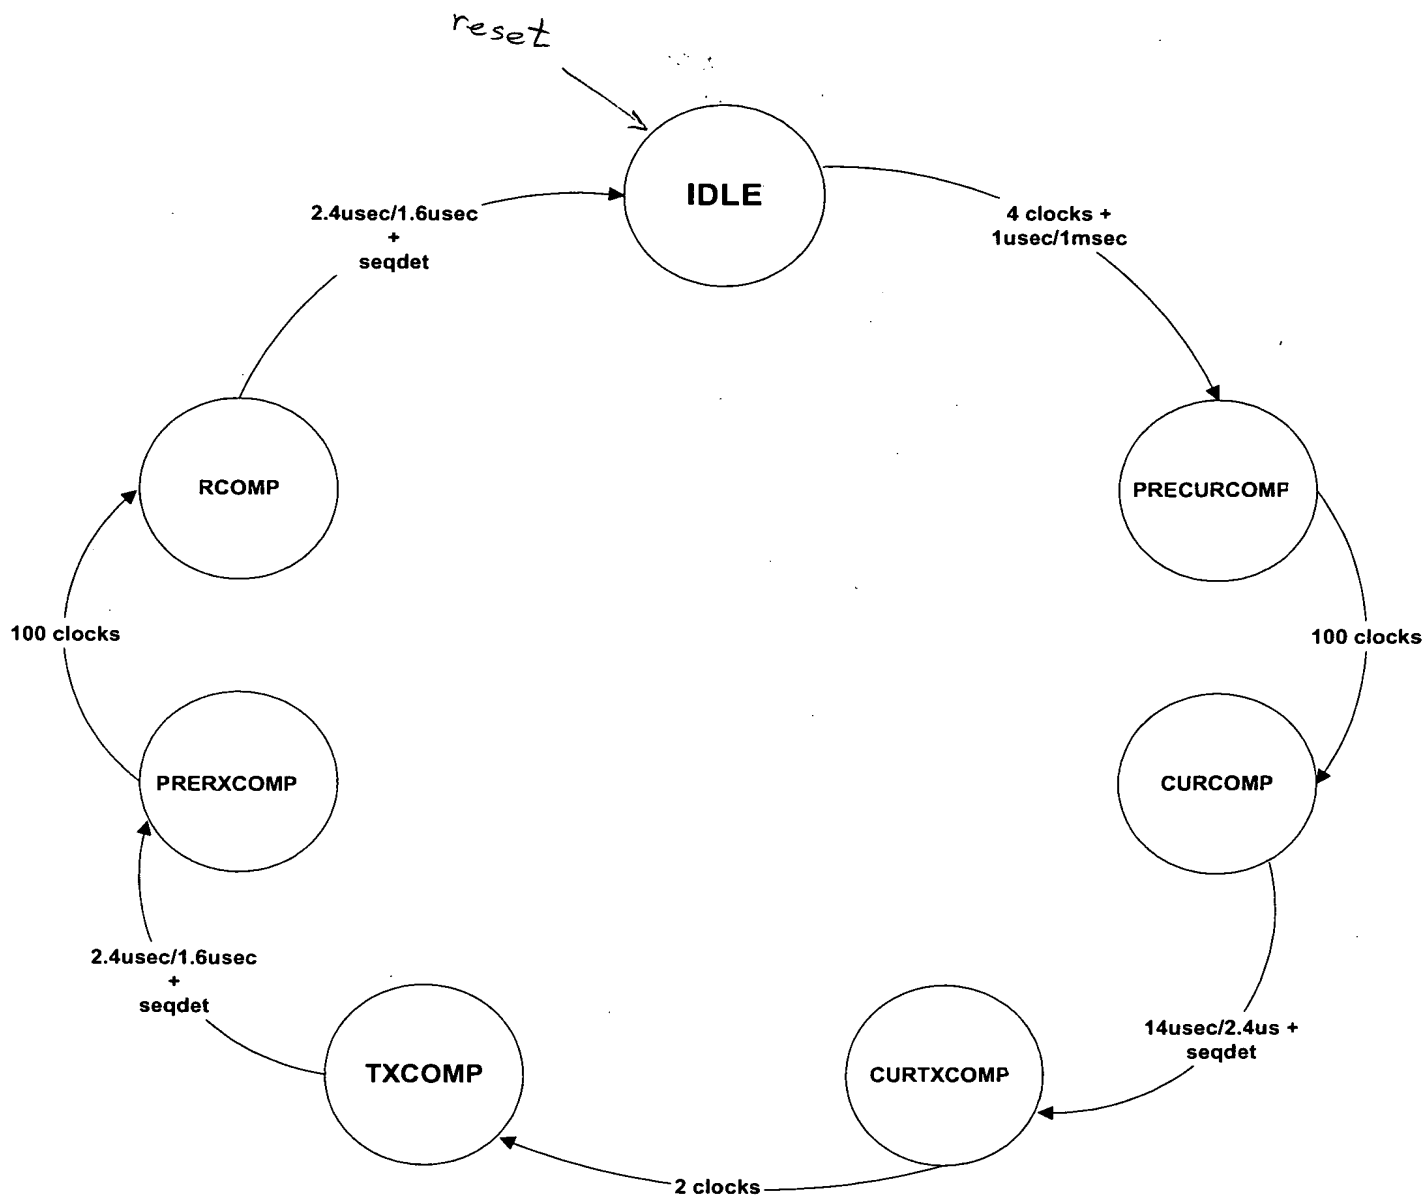 reset
IDLE
2.4usec/1.6usec
+
seqdet
4 clocks +
1usec/1msec
RCOMP
PRECURCOMP
100 clocks
100 clocks
PRERXCOMP
CURCOMP
2.4usec/1.6usec
+
seqdet
14usec/2.4us +
seqdet
TXCOMP
CURTXCOMP
2 clocks